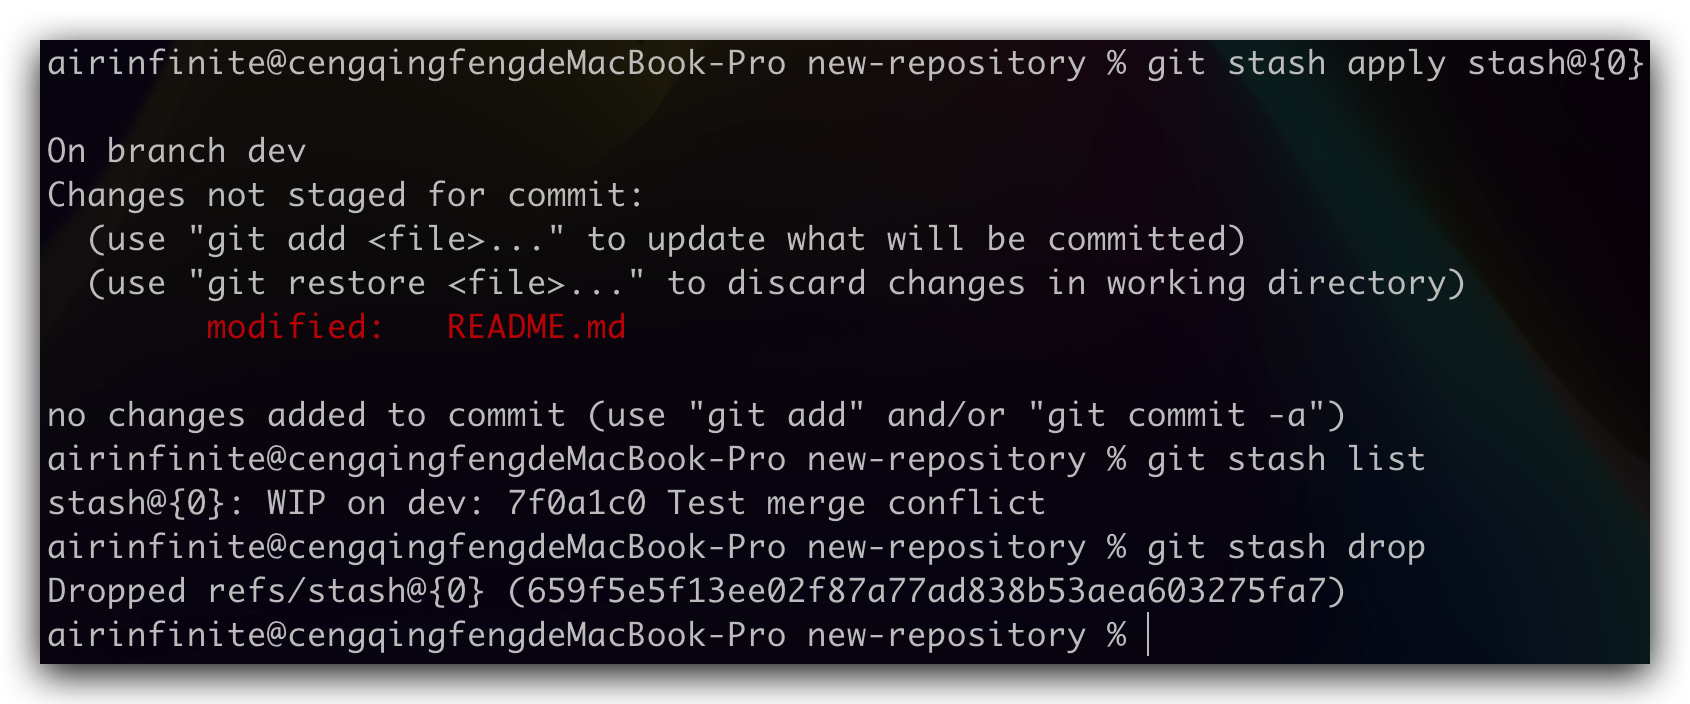 airinfinite@cengqingfengdeMacBook-Pro new-repository % git stash apply stash@{0}
On branch dev
Changes not staged for commit:
  (use "git add <file>..." to update what will be committed)
  (use "git restore <file>..." to discard changes in working directory)
        modified:   README.md
no changes added to commit (use "git add" and/or "git commit -a")
airinfinite@cengqingfengdeMacBook-Pro new-repository % git stash list
stash@{0}: WIP on dev: 7f0a1c0 Test merge conflict
airinfinite@cengqingfengdeMacBook-Pro new-repository % git stash drop
Dropped refs/stash@{0} (659f5e5f13ee02f87a77ad838b53aea603275fa7)
airinfinite@cengqingfengdeMacBook-Pro new-repository %